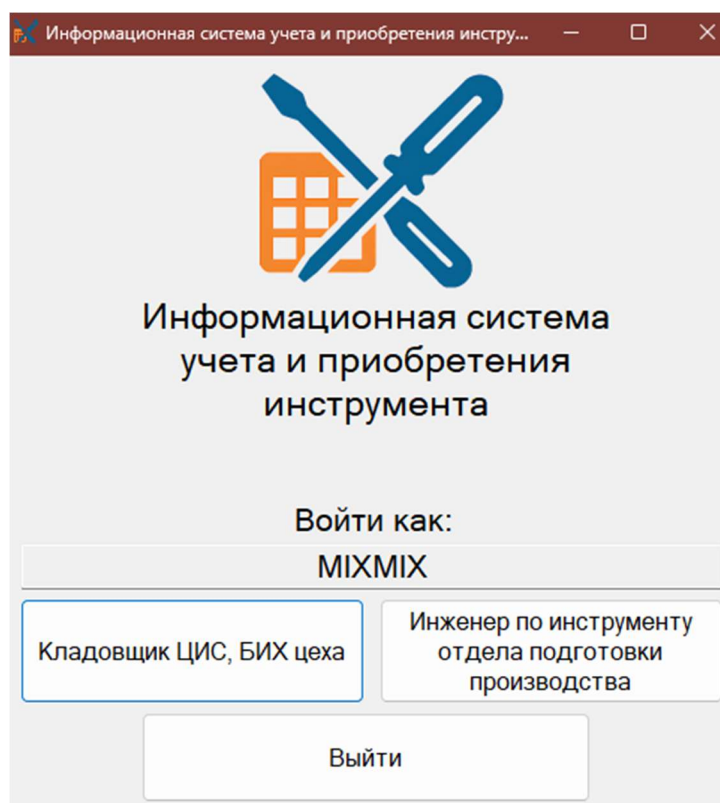 Информационная система учета и приобретения инстру...
Информационная система
учета и приобретения
инструмента
Войти как:
MIXMIX
Кладовщик ЦИС, БИХ цеха
Инженер по инструменту
отдела подготовки
производства
Выйти